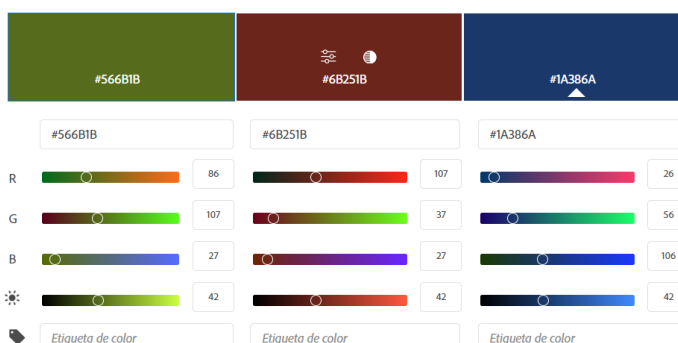 #566B1B #6B251B #1A386A
#566B1B #6B251B #1A386A
R 86 107 26
G 107 37 56
B 27 27 106
42 42 42
Etiqueta de color Etiqueta de color Etiqueta de color